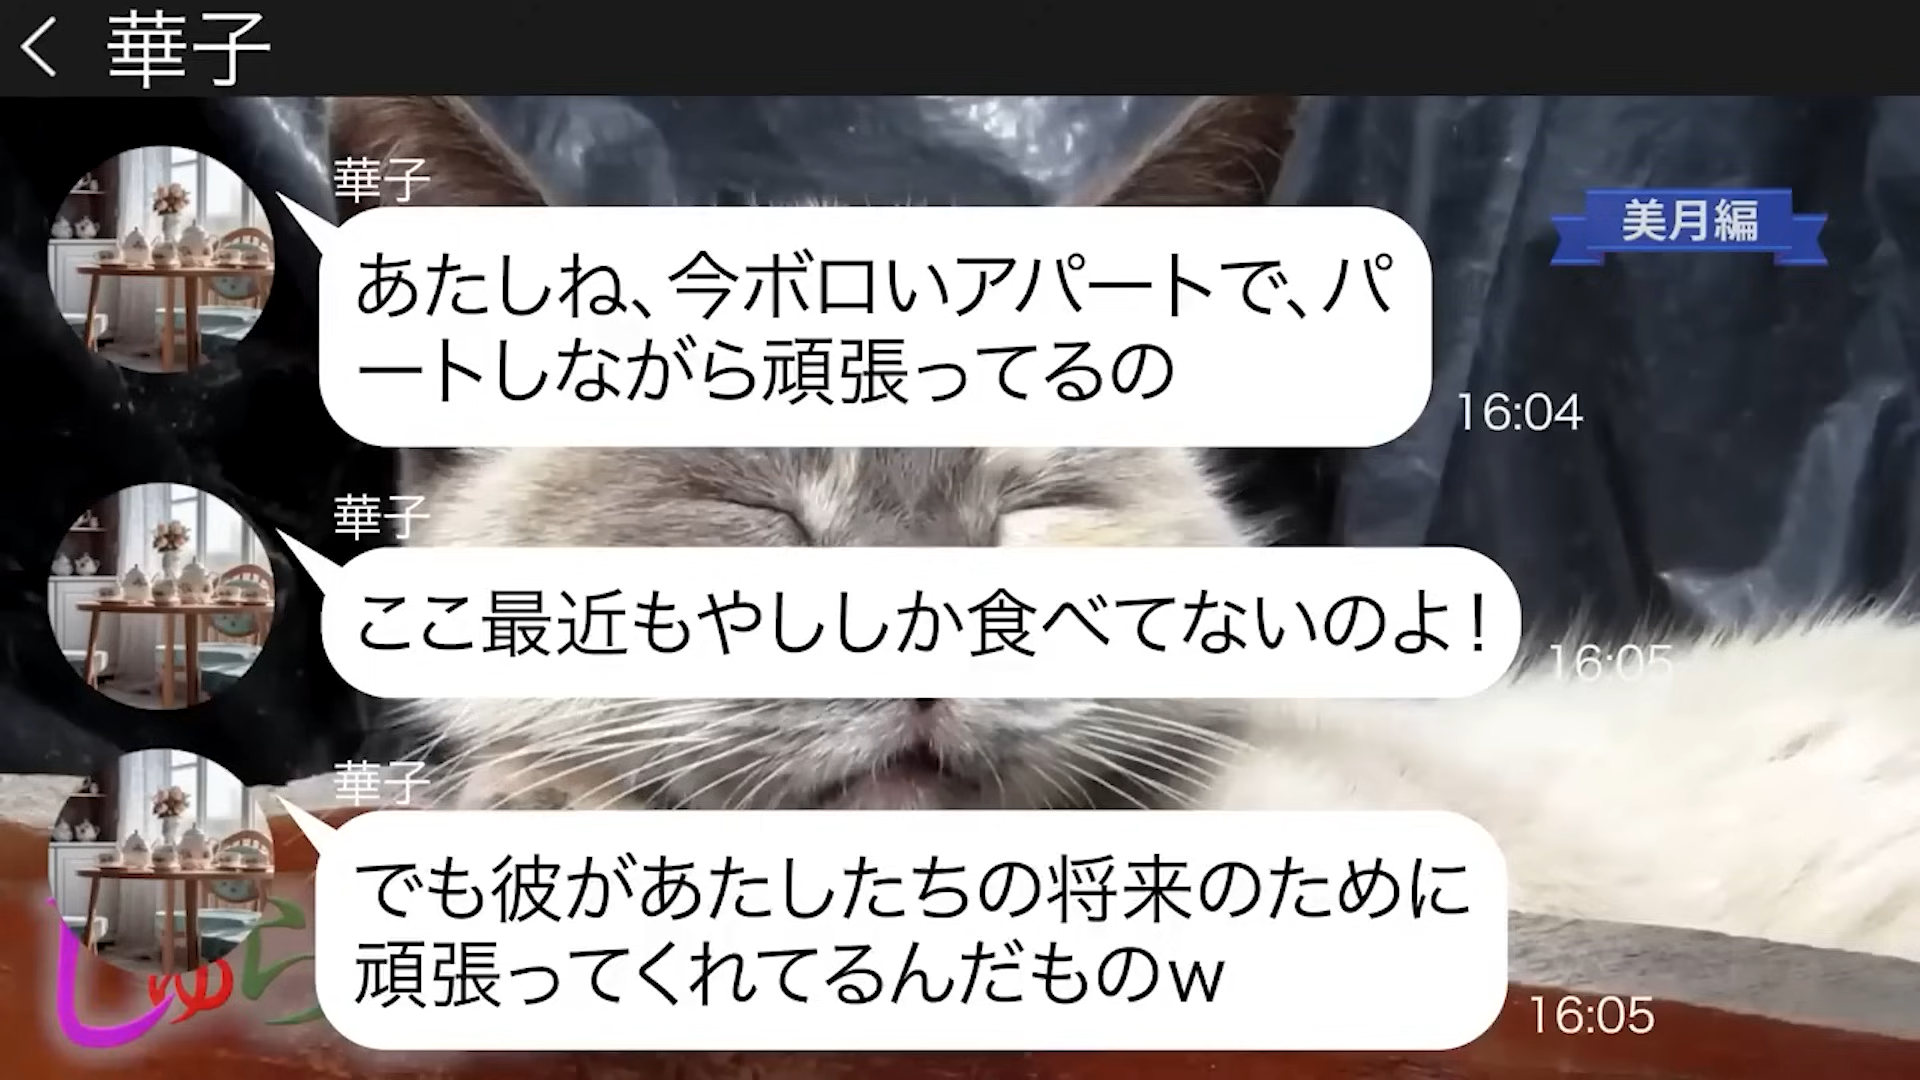 華子
華子
美月編
あたしね、今ボロいアパートで、パ
ートしながら頑張ってるの
16:04
華子
ここ最近もやししか食べてないのよ！
16:05
華子
でも彼があたしたちの将来のために
頑張ってくれてるんだものw
16:05
しゅら